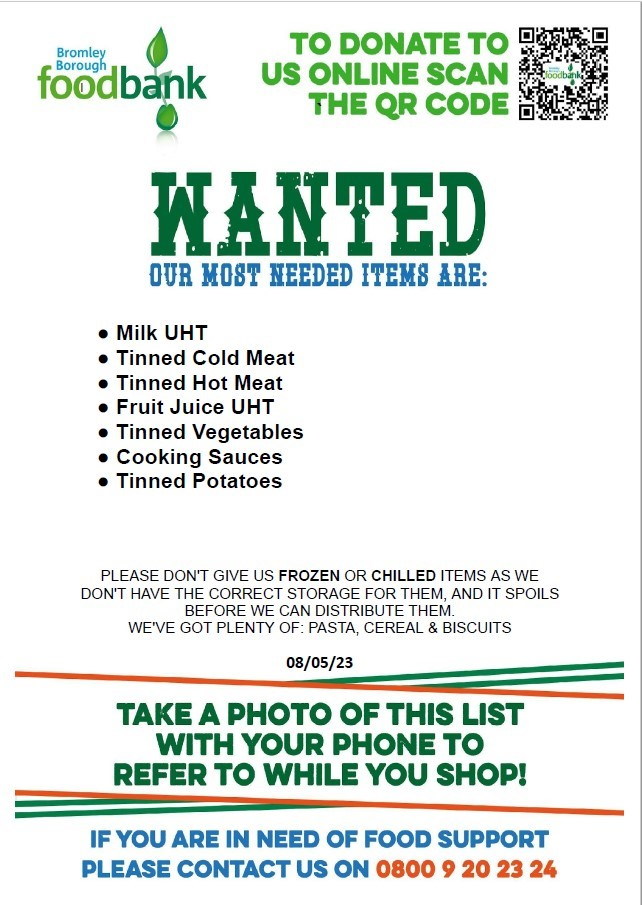 Bromley
Borough
foodbank
TO DONATE TO
US ONLINE SCAN
THE QR CODE
Bromley
Borough
foodbank
WANTED
OUR MOST NEEDED ITEMS ARE:
● Milk UHT
● Tinned Cold Meat
● Tinned Hot Meat
● Fruit Juice UHT
● Tinned Vegetables
● Cooking Sauces
● Tinned Potatoes
PLEASE DON'T GIVE US FROZEN OR CHILLED ITEMS AS WE
DON'T HAVE THE CORRECT STORAGE FOR THEM, AND IT SPOILS
BEFORE WE CAN DISTRIBUTE THEM.
WE'VE GOT PLENTY OF: PASTA, CEREAL & BISCUITS
08/05/23
TAKE A PHOTO OF THIS LIST
WITH YOUR PHONE TO
REFER TO WHILE YOU SHOP!
IF YOU ARE IN NEED OF FOOD SUPPORT
PLEASE CONTACT US ON 0800 9 20 23 24